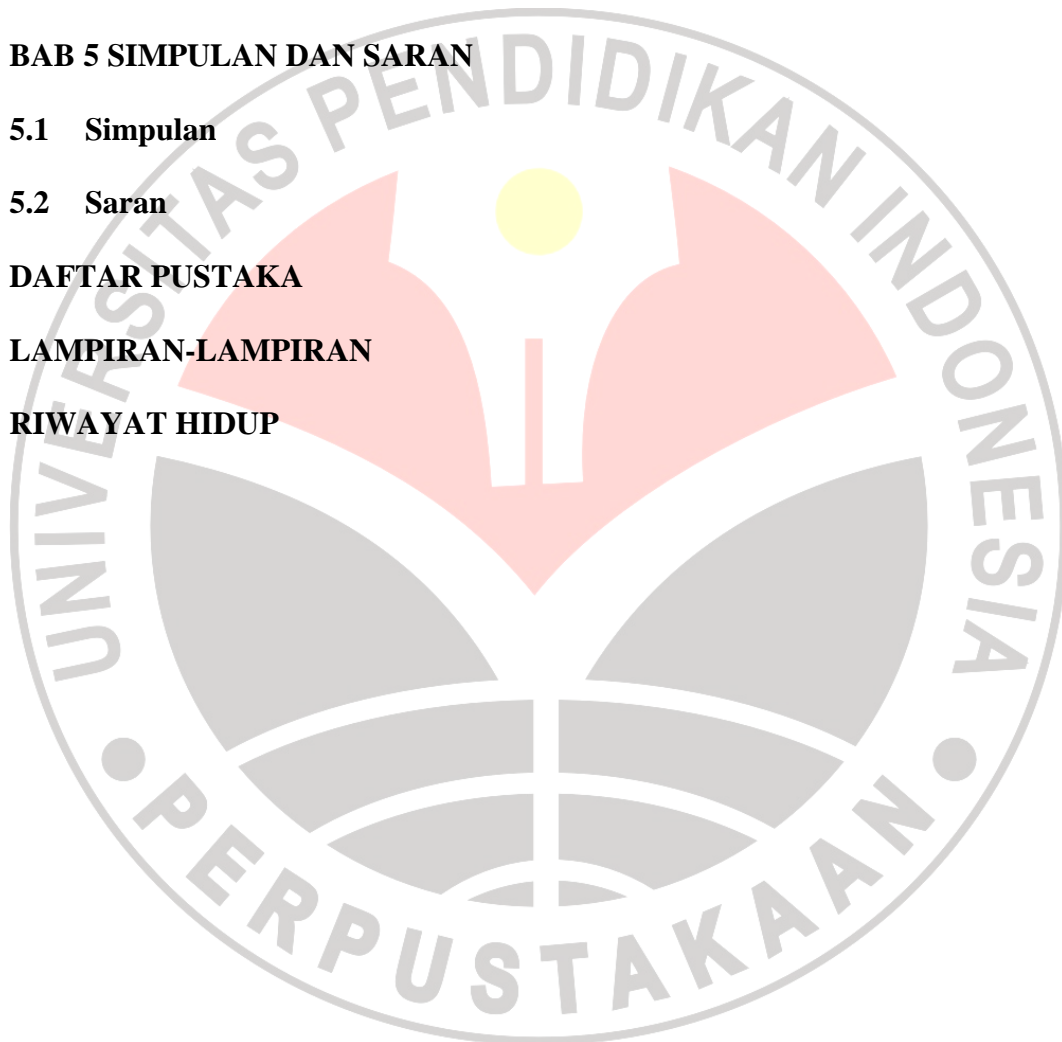 BAB 5 SIMPULAN DAN SARAN
5.1 Simpulan
5.2 Saran
DAFTAR PUSTAKA
LAMPIRAN-LAMPIRAN
RIWAYAT HIDUP
UNIVERSITAS PENDIDIKAN INDONESIA
PERPUSTAKAAN